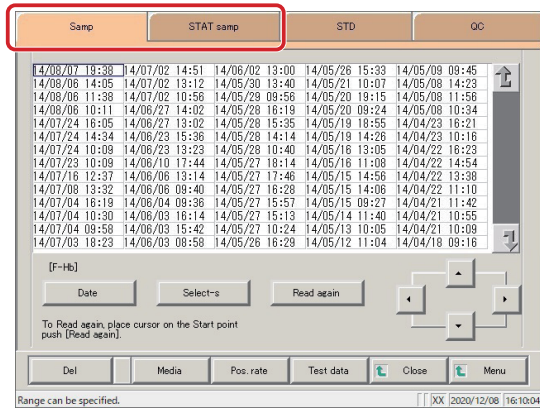 Samp STAT samp STD QC
14/08/07 19:38 14/07/02 14:51 14/06/02 13:00 14/05/26 15:33 14/05/09 09:45
14/08/06 14:05 14/07/02 13:12 14/05/30 13:40 14/05/21 10:07 14/05/08 14:23
14/08/06 11:38 14/07/02 10:56 14/05/29 09:56 14/05/20 19:15 14/05/08 11:56
14/08/06 10:11 14/06/27 14:02 14/05/28 16:19 14/05/20 09:24 14/05/08 10:34
14/07/24 16:05 14/06/27 13:02 14/05/28 15:35 14/05/19 18:55 14/04/23 16:21
14/07/24 14:34 14/06/23 15:36 14/05/28 14:14 14/05/19 14:26 14/04/23 10:16
14/07/24 10:09 14/06/23 13:23 14/05/28 10:40 14/05/16 13:05 14/04/22 16:23
14/07/23 10:09 14/06/10 17:44 14/05/27 18:14 14/05/16 11:08 14/04/22 14:54
14/07/16 12:37 14/06/06 13:14 14/05/27 17:46 14/05/15 14:56 14/04/22 13:38
14/07/08 13:32 14/06/06 09:40 14/05/27 16:28 14/05/15 14:06 14/04/22 11:10
14/07/04 16:19 14/06/04 09:36 14/05/27 15:57 14/05/15 09:27 14/04/21 11:42
14/07/04 10:30 14/06/03 16:14 14/05/27 15:13 14/05/14 11:40 14/04/21 10:55
14/07/04 09:58 14/06/03 15:42 14/05/27 10:24 14/05/13 10:05 14/04/21 10:09
14/07/03 18:23 14/06/03 08:58 14/05/26 16:29 14/05/12 11:04 14/04/18 09:16
[F-Hb]
Date Select-s Read again
To Read again, place cursor on the Start point
push [Read again].
Del Media Pos. rate Test data Close Menu
Range can be specified. XX 2020/12/08 16:10:04